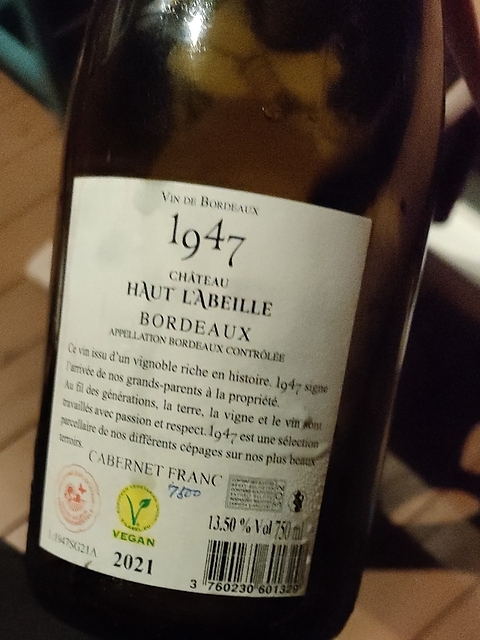 VIN DE BORDEAUX
1947
CHÂTEAU
HAUT L'ABEILLE
BORDEAUX
APPELLATION BORDEAUX CONTRÔLÉE
Ce vin issu d'un vignoble riche en histoire. 1947 signe
l'arrivée de nos grands-parents à la propriété.
Au fil des générations, la terre, la vigne et le vin sont
travaillés avec passion et respect. 1947 est une sélection
parcellaire de nos différents cépages sur nos plus beaux
terroirs.
CABERNET FRANC
7500
13.50 % Vol 750 ml
VEGAN
2021
3 760230 601329